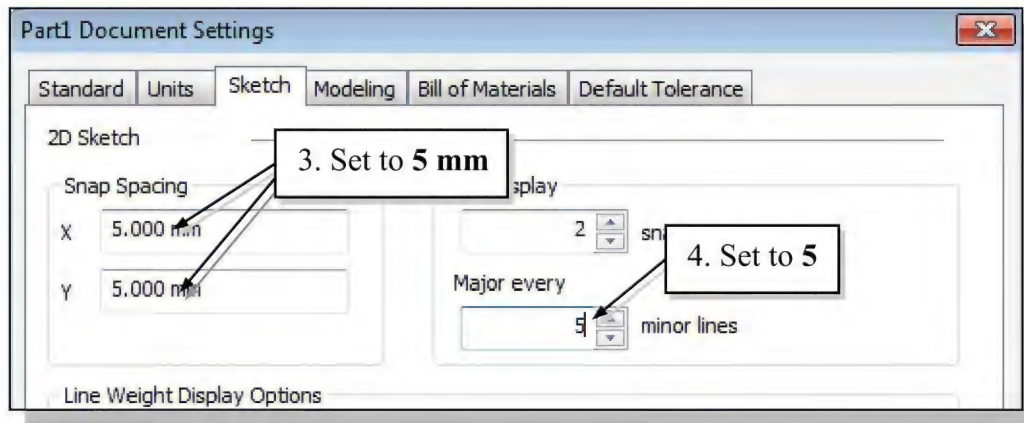 Part1 Document Settings
Standard Units Sketch Modeling Bill of Materials Default Tolerance
2D Sketch
3. Set to 5 mm
Snap Spacing
X 5.000 mm
2
Y 5.000 mm
4. Set to 5
Major every
5 minor lines
Line Weight Display Options